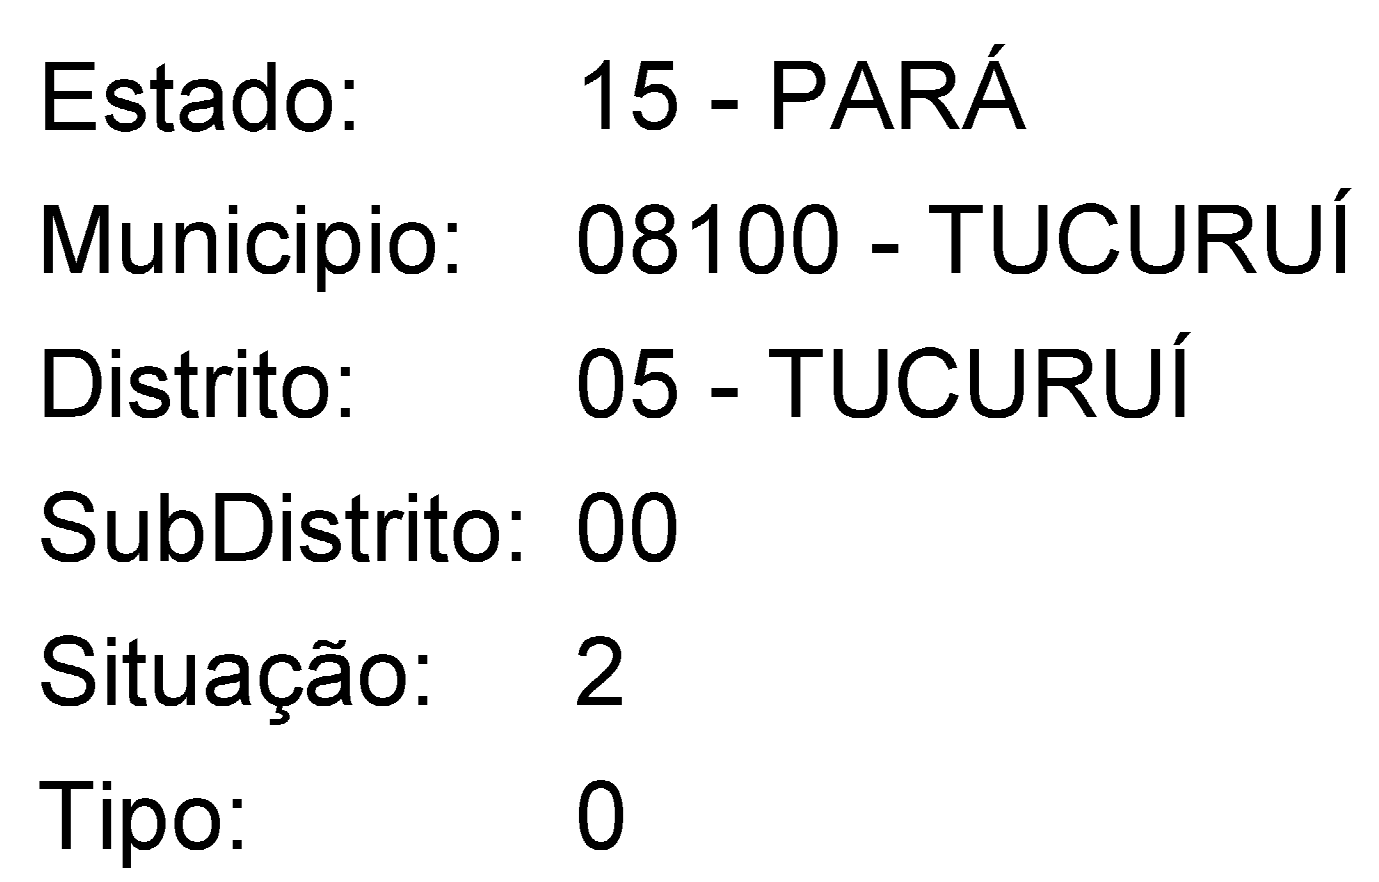 Estado: 15 - PARÁ
Municipio: 08100 - TUCURUÍ
Distrito: 05 - TUCURUÍ
SubDistrito: 00
Situação: 2
Tipo: 0